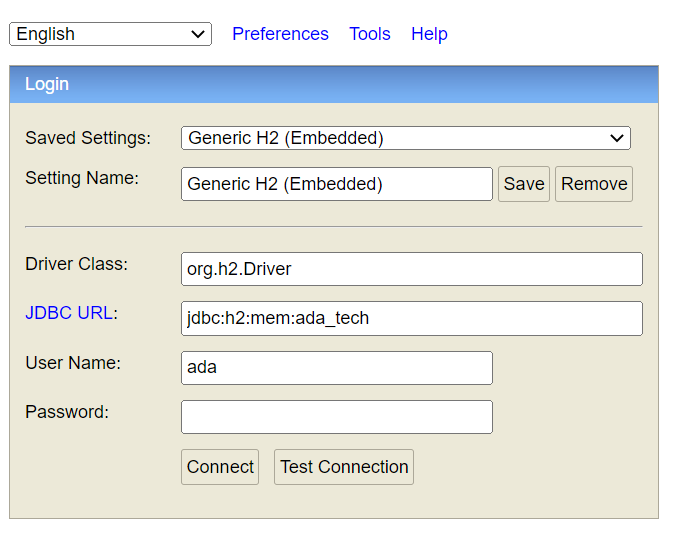 English Preferences Tools Help
Login
Saved Settings: Generic H2 (Embedded)
Setting Name: Generic H2 (Embedded) Save Remove
Driver Class: org.h2.Driver
JDBC URL: jdbc:h2:mem:ada_tech
User Name: ada
Password:
Connect Test Connection